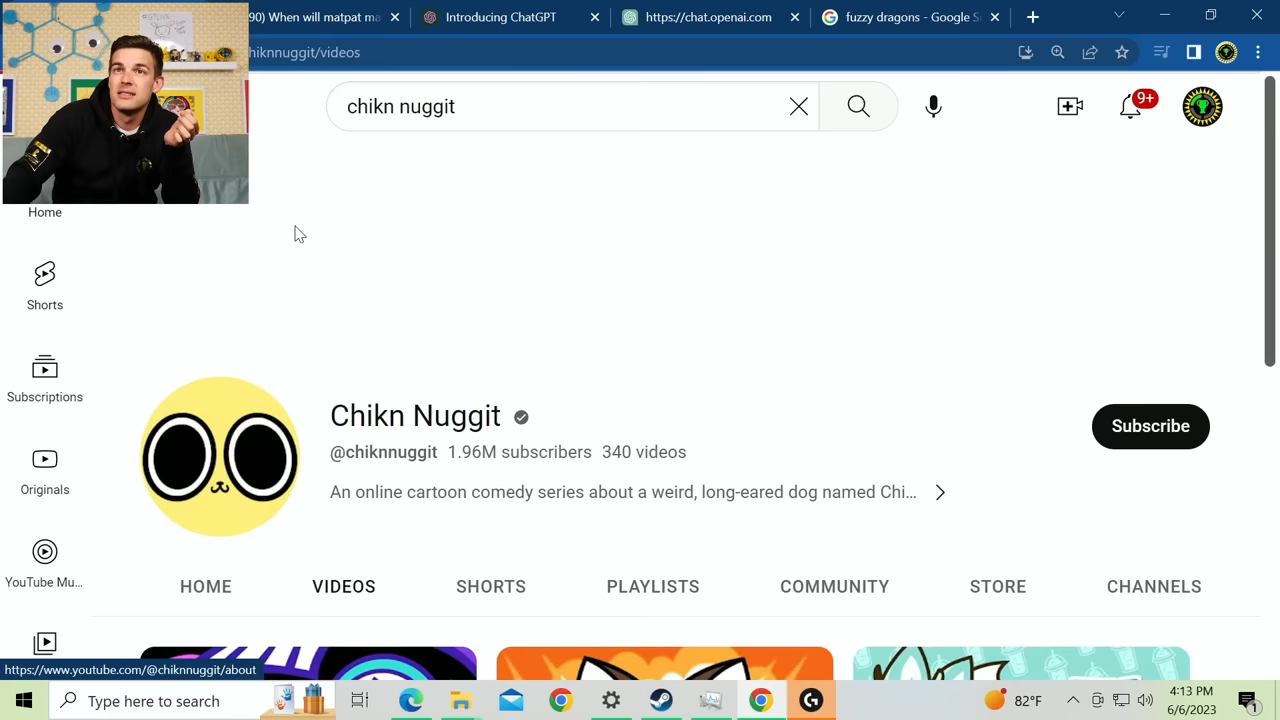 90) When will matpat ma
Introducing ChatGPT
https://chat.openai.com
fuzzy dragons - Google S
hiknnuggit/videos
chikn nuggit
9+
Home
Shorts
Subscriptions
Originals
YouTube Mu...
Chikn Nuggit
@chiknnuggit 1.96M subscribers 340 videos
An online cartoon comedy series about a weird, long-eared dog named Chi...
Subscribe
HOME VIDEOS SHORTS PLAYLISTS COMMUNITY STORE CHANNELS
https://www.youtube.com/@chiknnuggit/about
Type here to search
82°F
4:13 PM
6/6/2023
1